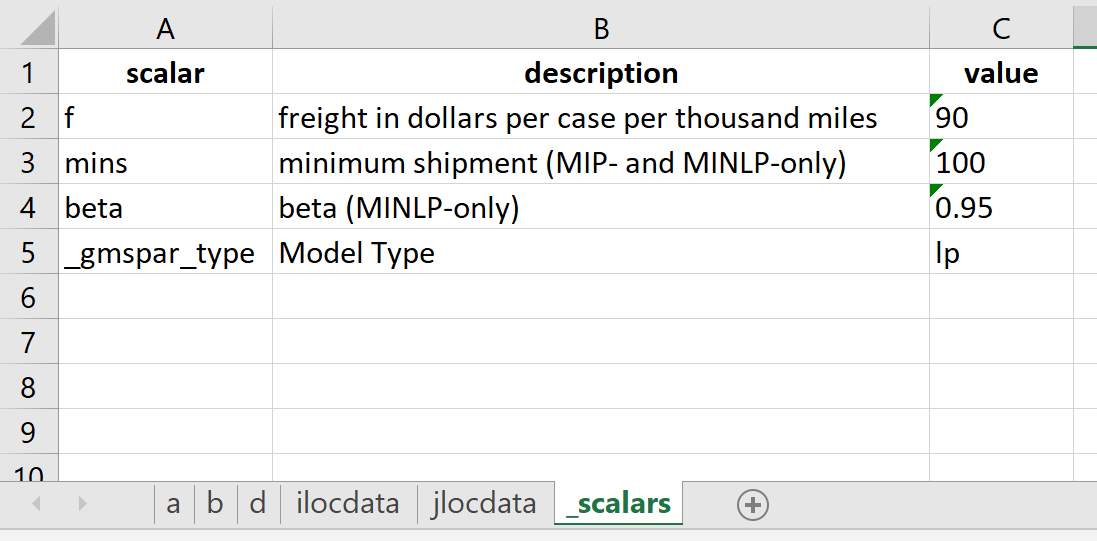 A B C
1 scalar description value
2 f freight in dollars per case per thousand miles 90
3 mins minimum shipment (MIP- and MINLP-only) 100
4 beta beta (MINLP-only) 0.95
5 _gmspar_type Model Type lp
6
7
8
9
10
a b d ilocdata jlocdata _scalars